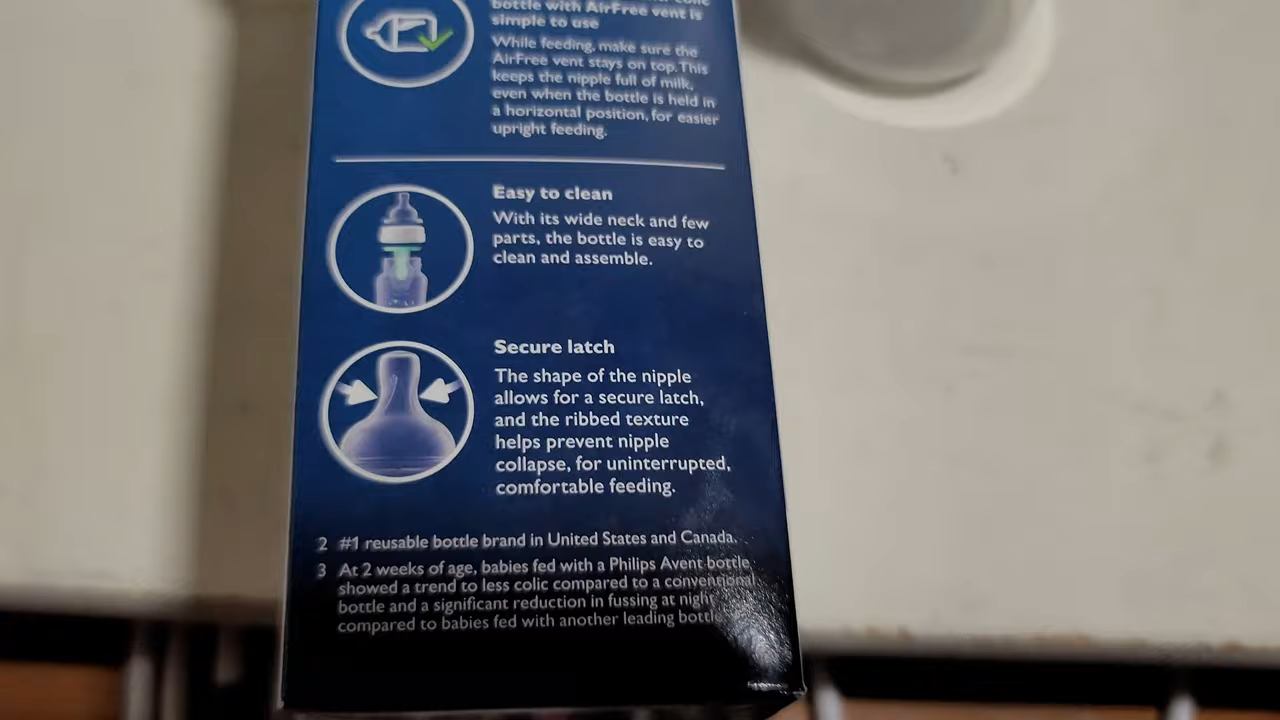 bottle with AirFree vent is
simple to use
While feeding, make sure the
AirFree vent stays on top. This
keeps the nipple full of milk,
even when the bottle is held in
a horizontal position, for easier
upright feeding.
Easy to clean
With its wide neck and few
parts, the bottle is easy to
clean and assemble.
Secure latch
The shape of the nipple
allows for a secure latch,
and the ribbed texture
helps prevent nipple
collapse, for uninterrupted,
comfortable feeding.
2 #1 reusable bottle brand in United States and Canada.
3 At 2 weeks of age, babies fed with a Philips Avent bottle
showed a trend to less colic compared to a conventional
bottle and a significant reduction in fussing at night
compared to babies fed with another leading bottle